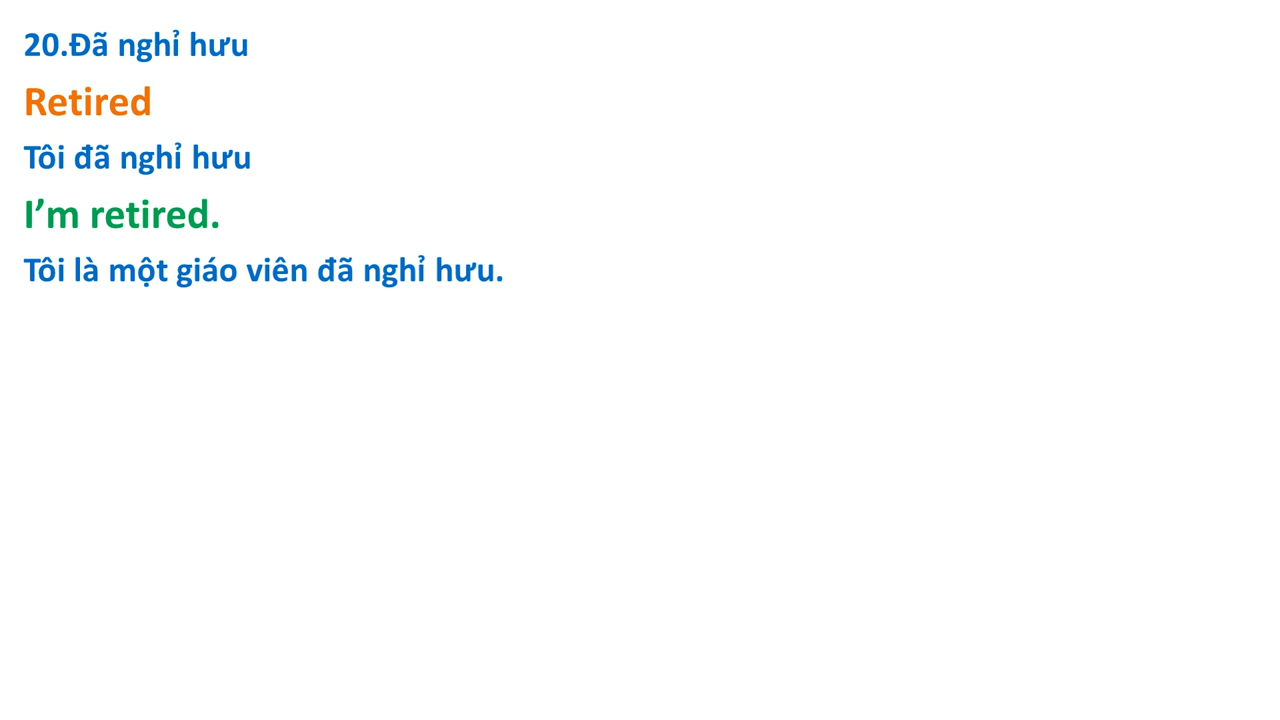 20.Đã nghỉ hưu
Retired
Tôi đã nghỉ hưu
I’m retired.
Tôi là một giáo viên đã nghỉ hưu.